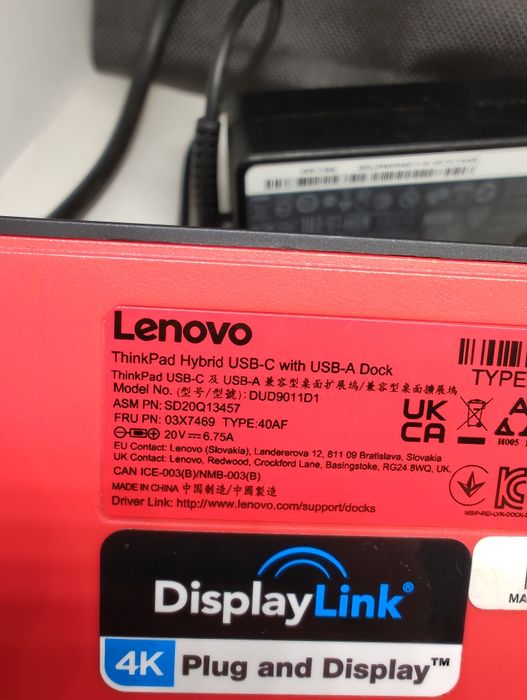 Lenovo
ThinkPad Hybrid USB-C with USB-A Dock
ThinkPad USB-C 及 USB-A 兼容型桌面扩展坞/兼容型桌面擴展塢
Model No. (型号/型號): DUD9011D1
ASM PN: SD20Q13457
FRU PN: 03X7469 TYPE:40AF
20V⎓6.75A
EU Contact: Lenovo (Slovakia), Landererova 12, 811 09 Bratislava, Slovakia
UK Contact: Lenovo, Redwood, Crockford Lane, Basingstoke, RG24 8WQ, UK.
CAN ICE-003(B)/NMB-003(B)
MADE IN CHINA 中国制造/中國製造
Driver Link: http://www.lenovo.com/support/docks
TYPE
UK
CA
DisplayLink®
4K Plug and Display™
MA